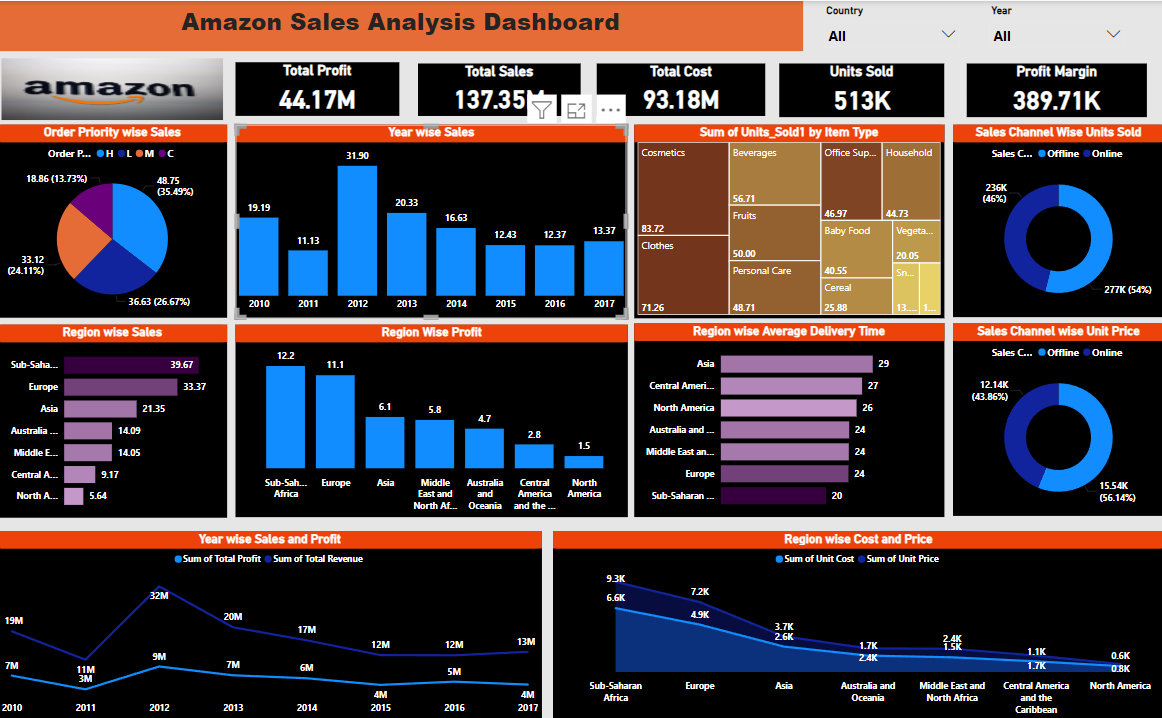 Amazon Sales Analysis Dashboard
Country
All
Year
All
amazon
Total Profit
44.17M
Total Sales
137.35M
Total Cost
93.18M
Units Sold
513K
Profit Margin
389.71K
Order Priority wise Sales
Order P... H L M C
18.86 (13.73%)
48.75
(35.49%)
33.12
(24.11%)
36.63 (26.67%)
Year wise Sales
19.19
11.13
31.90
20.33
16.63
12.43
12.37
13.37
2010 2011 2012 2013 2014 2015 2016 2017
Sum of Units_Sold1 by Item Type
Cosmetics
83.72
Clothes
71.26
Beverages
56.71
Fruits
50.00
Personal Care
48.71
Office Sup...
46.97
Household
44.73
Baby Food
40.55
Cereal
25.88
Vegeta...
20.05
Sn...
13....
1...
Sales Channel Wise Units Sold
Sales C... Offline Online
236K
(46%)
277K (54%)
Region wise Sales
Sub-Saha... 39.67
Europe 33.37
Asia 21.35
Australia ... 14.09
Middle E... 14.05
Central A... 9.17
North A... 5.64
Region Wise Profit
12.2
11.1
6.1
5.8
4.7
2.8
1.5
Sub-Sah...
Africa
Europe
Asia
Middle
East and
North Af...
Australia
and
Oceania
Central
America
and the ...
North
America
Region wise Average Delivery Time
Asia 29
Central Ameri... 27
North America 26
Australia and ... 24
Middle East an... 24
Europe 24
Sub-Saharan ... 20
Sales Channel wise Unit Price
Sales C... Offline Online
12.14K
(43.86%)
15.54K
(56.14%)
Year wise Sales and Profit
Sum of Total Profit Sum of Total Revenue
19M
11M
32M
20M
17M
12M
12M
13M
7M
3M
9M
7M
6M
4M
5M
4M
2010 2011 2012 2013 2014 2015 2016 2017
Region wise Cost and Price
Sum of Unit Cost Sum of Unit Price
9.3K
6.6K
7.2K
4.9K
3.7K
2.6K
1.7K
2.4K
2.4K
1.5K
1.1K
1.7K
0.6K
0.8K
Sub-Saharan
Africa
Europe
Asia
Australia and
Oceania
Middle East and
North Africa
Central America
and the
Caribbean
North America